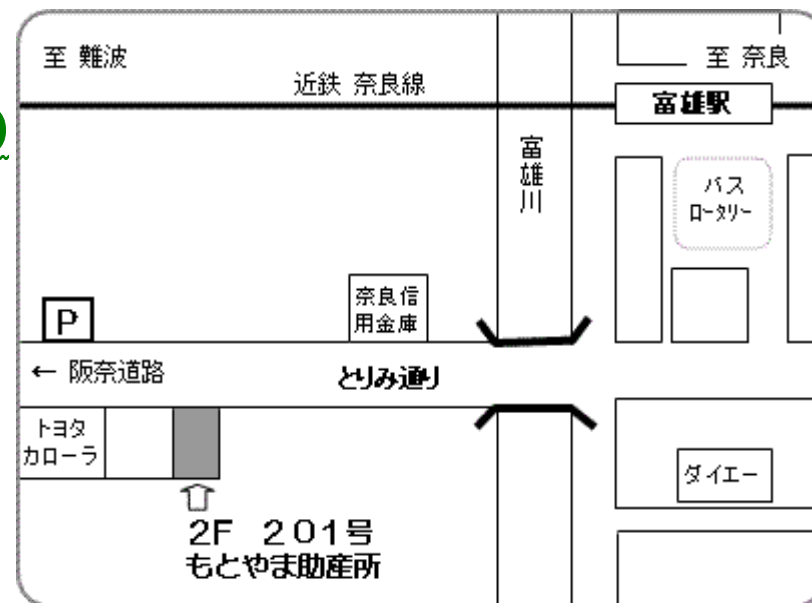 至 難波
至 奈良
近鉄 奈良線
富雄駅
富雄川
バス
ロータリー
奈良信
用金庫
P
← 阪奈道路
とりみ通り
トヨタ
カローラ
ダイエー
2F 201号
もとやま助産所